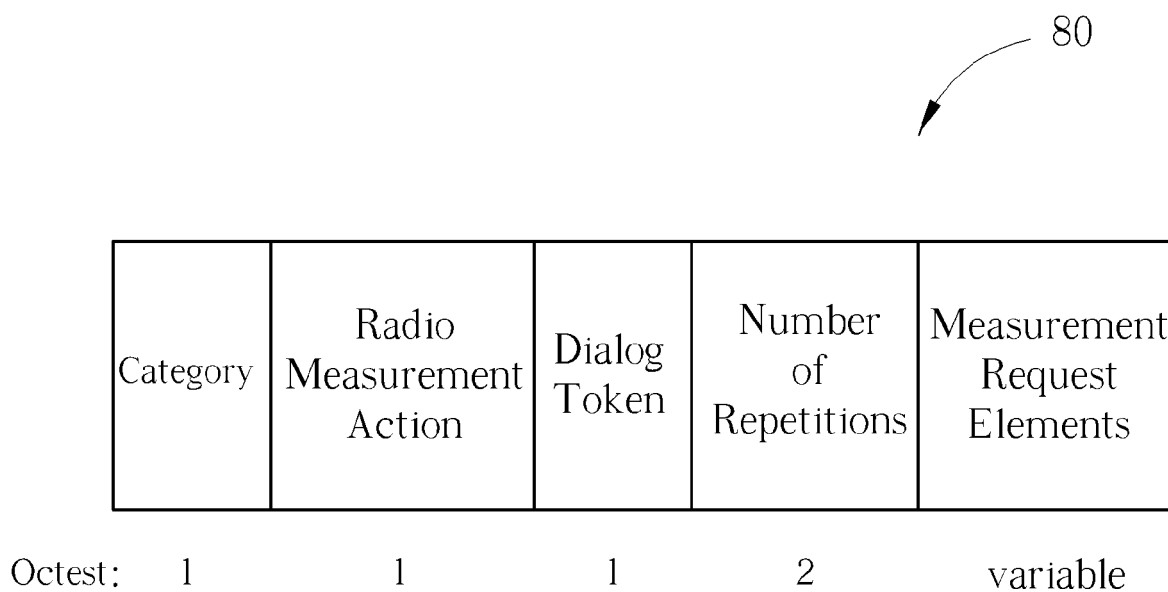 80
Category
Radio
Measurement
Action
Dialog
Token
Number
of
Repetitions
Measurement
Request
Elements
Octest: 1 1 1 2 variable